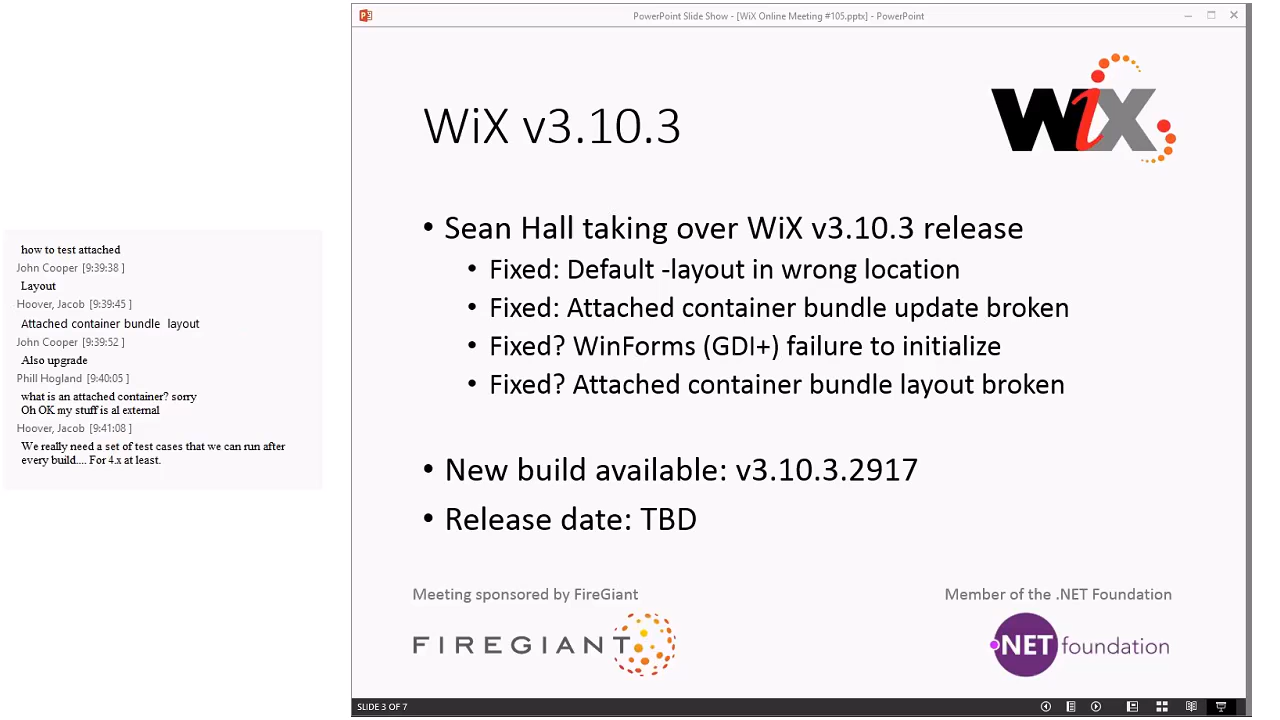 how to test attached
John Cooper [9:39:38 ]
Layout
Hoover, Jacob [9:39:45 ]
Attached container bundle layout
John Cooper [9:39:52 ]
Also upgrade
Phill Hogland [9:40:05 ]
what is an attached container? sorry
Oh OK my stuff is al external
Hoover, Jacob [9:41:08 ]
We really need a set of test cases that we can run after
every build.... For 4.x at least.
PowerPoint Slide Show - [WiX Online Meeting #105.pptx] - PowerPoint
WiX v3.10.3
WiX
• Sean Hall taking over WiX v3.10.3 release
• Fixed: Default -layout in wrong location
• Fixed: Attached container bundle update broken
• Fixed? WinForms (GDI+) failure to initialize
• Fixed? Attached container bundle layout broken
• New build available: v3.10.3.2917
• Release date: TBD
Meeting sponsored by FireGiant
FIREGIANT
Member of the .NET Foundation
.NET foundation
SLIDE 3 OF 7